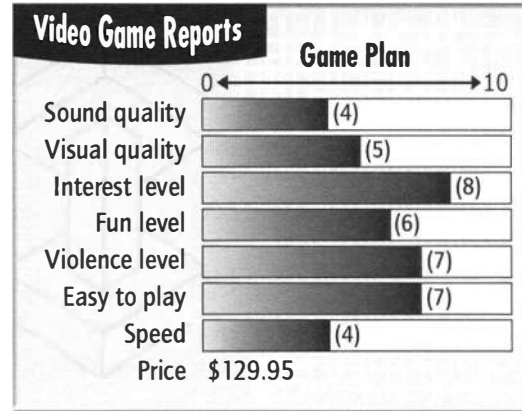 Video Game Reports
Game Plan
0 10
Sound quality (4)
Visual quality (5)
Interest level (8)
Fun level (6)
Violence level (7)
Easy to play (7)
Speed (4)
Price $129.95